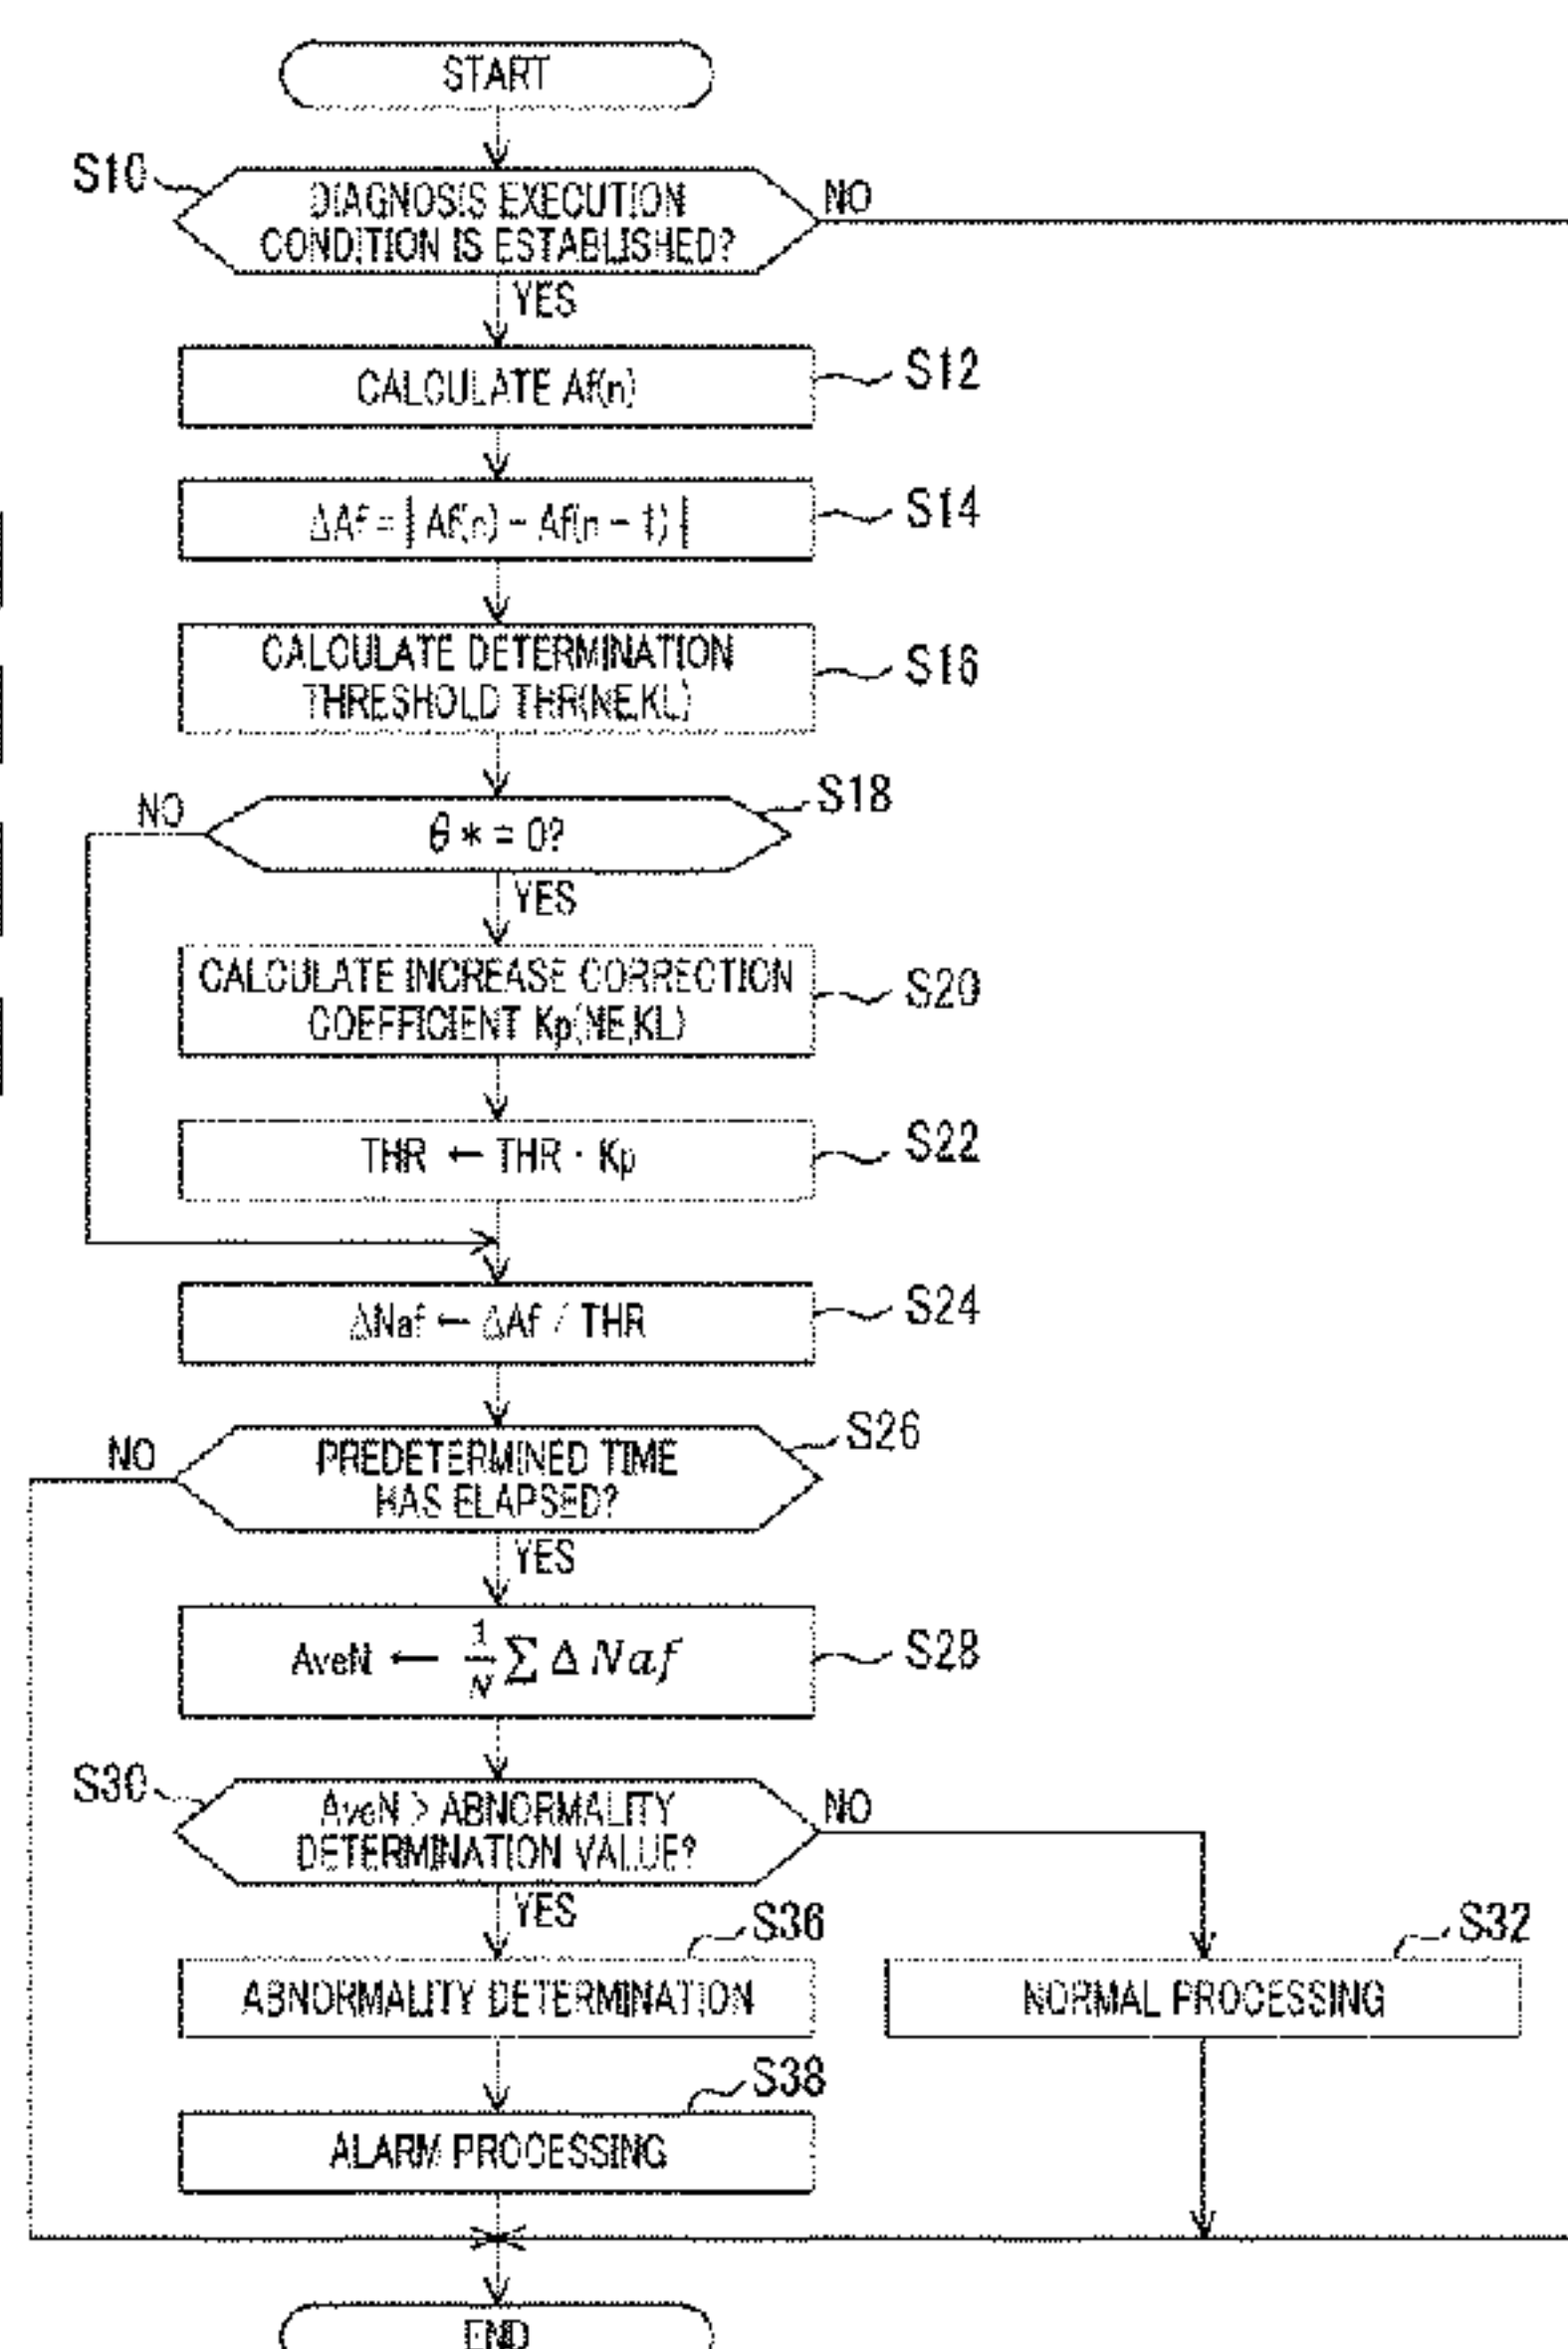 START
S10
DIAGNOSIS EXECUTION
CONDITION IS ESTABLISHED?
NO
YES
CALCULATE Af(n)
S12
ΔAf = | Af(n) - Af(n - 1) |
S14
CALCULATE DETERMINATION
THRESHOLD THR(NE,KL)
S16
NO
θ * = 0?
S18
YES
CALCULATE INCREASE CORRECTION
COEFFICIENT Kp(NE,KL)
S20
THR ← THR · Kp
S22
ΔNaf ← ΔAf / THR
S24
NO
PREDETERMINED TIME
HAS ELAPSED?
S26
YES
AveN ← 1/N ∑ Δ Naf
S28
S30
AveN > ABNORMALITY
DETERMINATION VALUE?
NO
YES
S36
S32
ABNORMALITY DETERMINATION
NORMAL PROCESSING
S38
ALARM PROCESSING
END